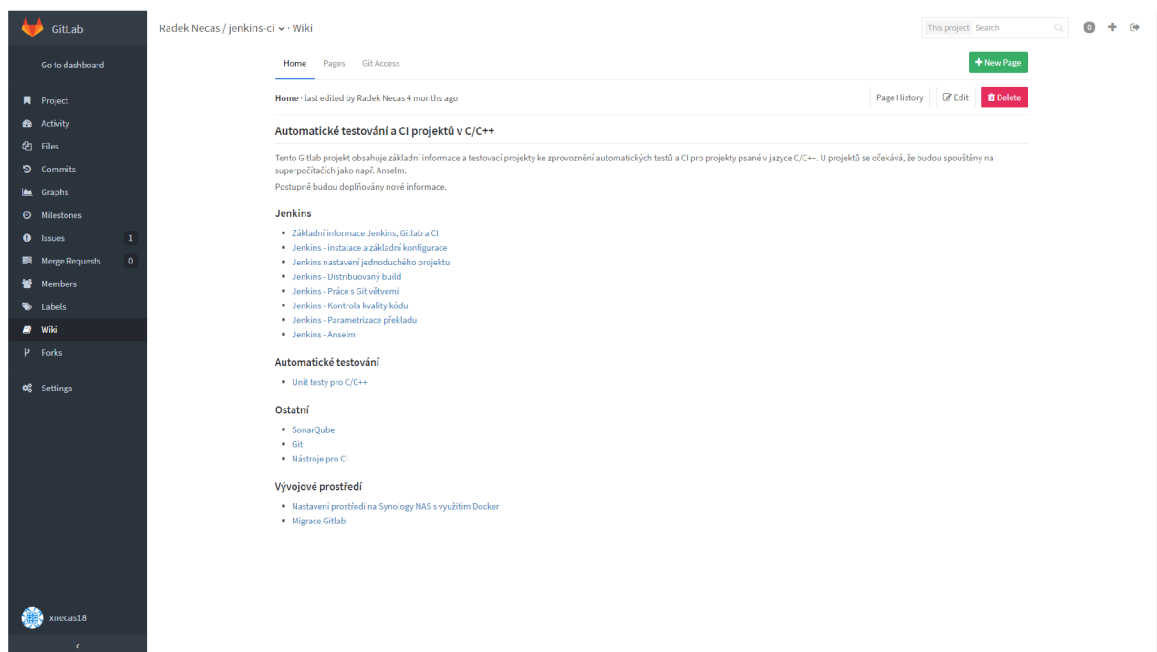 GitLab
Radek Necas / jenkins-ci · Wiki
This project Search
0
Go to dashboard
Home Pages Git Access
New Page
Project
Activity
Files
Commits
Graphs
Milestones
Issues 1
Merge Requests 0
Members
Labels
Wiki
Forks
Settings
Home · last edited by Radek Necas 4 months ago
Page History Edit Delete
Automatické testování a CI projektů v C/C++
Tento Gitlab projekt obsahuje základní informace a testovací projekty ke zprovoznění automatických testů a CI pro projekty psané v jazyce C/C++. U projektů se očekává, že budou spouštěny na
superpočítačích jako např. Anselm.
Postupně budou doplňovány nové informace.
Jenkins
• Základní informace Jenkins, Gitlab a CI
• Jenkins - instalace a základní konfigurace
• Jenkins nastavení jednoduchého projektu
• Jenkins - Distribuovaný build
• Jenkins - Práce s Git větvemi
• Jenkins - Kontrola kvality kódu
• Jenkins - Parametrizace překladu
• Jenkins - Anselm
Automatické testování
• Unit testy pro C/C++
Ostatní
• SonarQube
• Git
• Nástroje pro CI
Vývojové prostředí
• Nastavení prostředí na Synology NAS s využitím Docker
• Migrace Gitlab
xnecas18